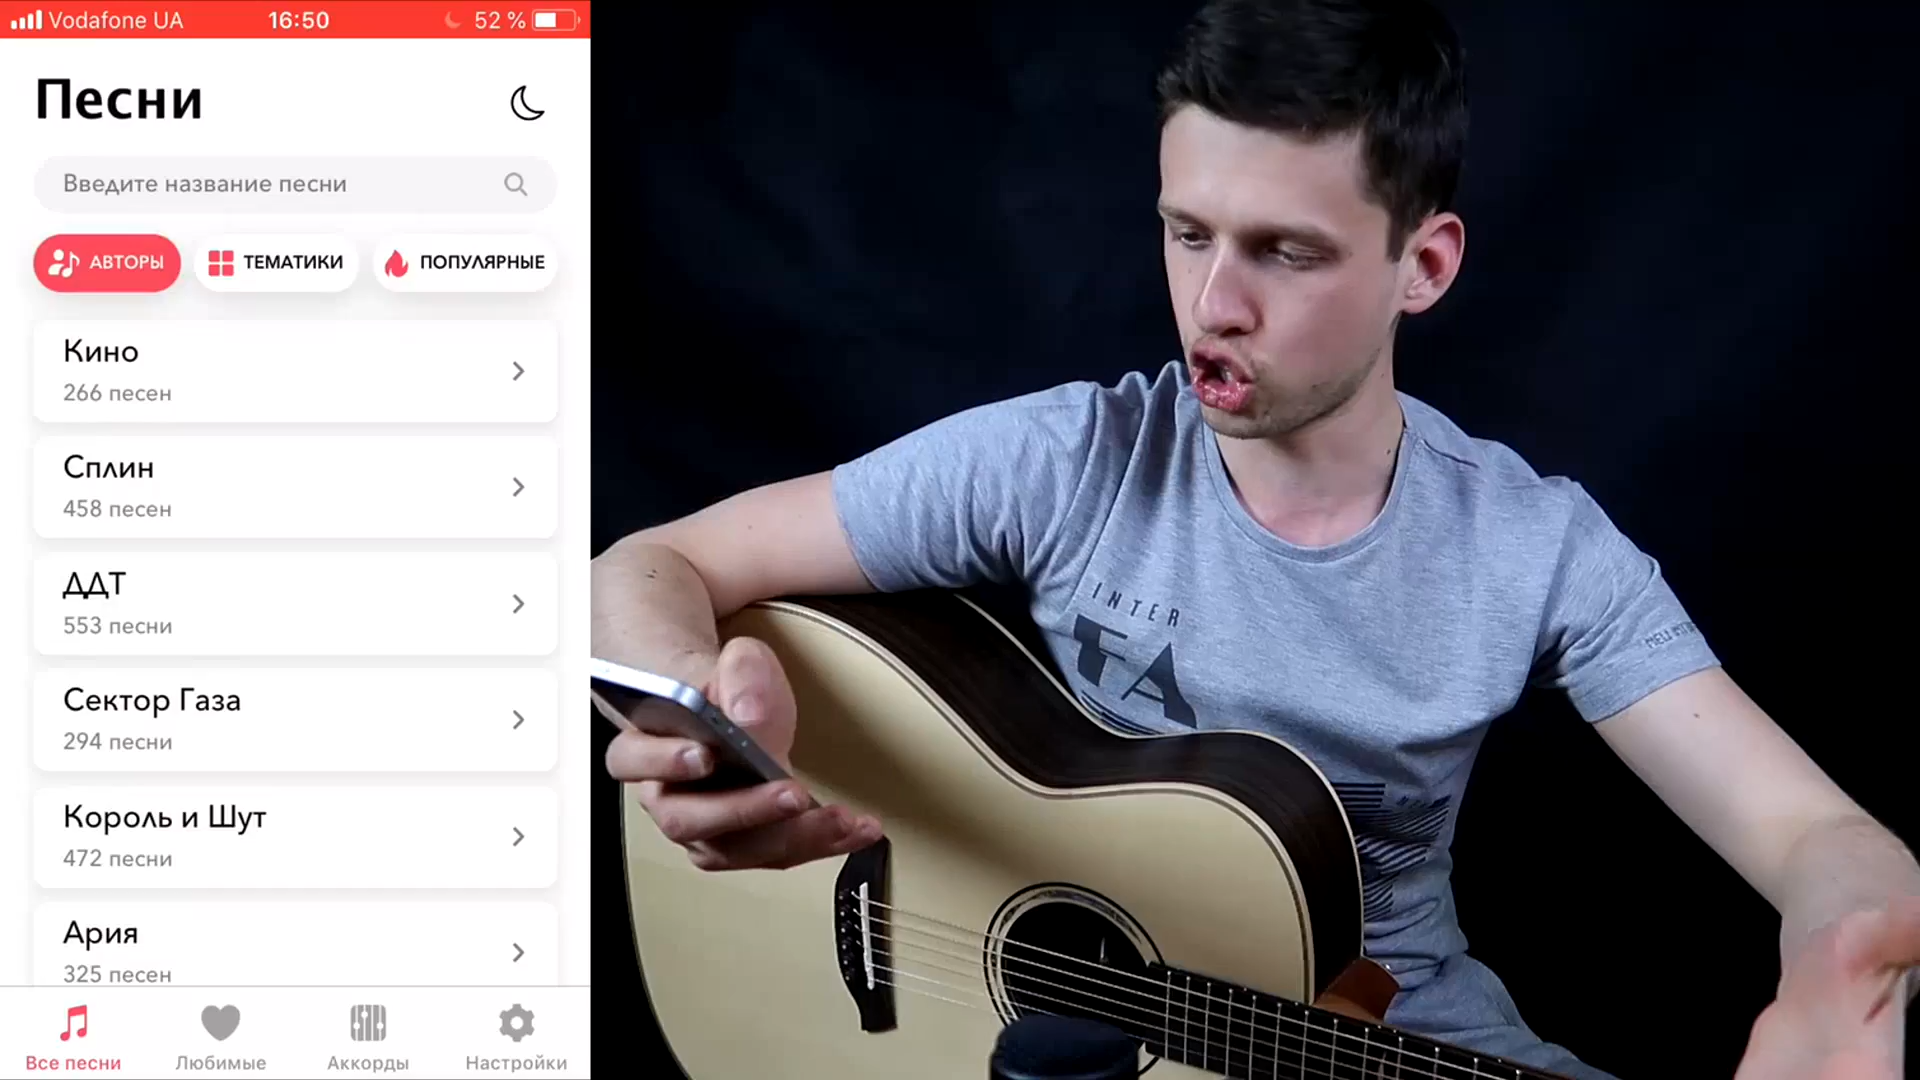 Vodafone UA 16:50 52 %
Песни
Введите название песни
АВТОРЫ ТЕМАТИКИ ПОПУЛЯРНЫЕ
Кино
266 песен
Сплин
458 песен
ДДТ
553 песни
Сектор Газа
294 песни
Король и Шут
472 песни
Ария
325 песен
Все песни Любимые Аккорды Настройки
INTER
FA